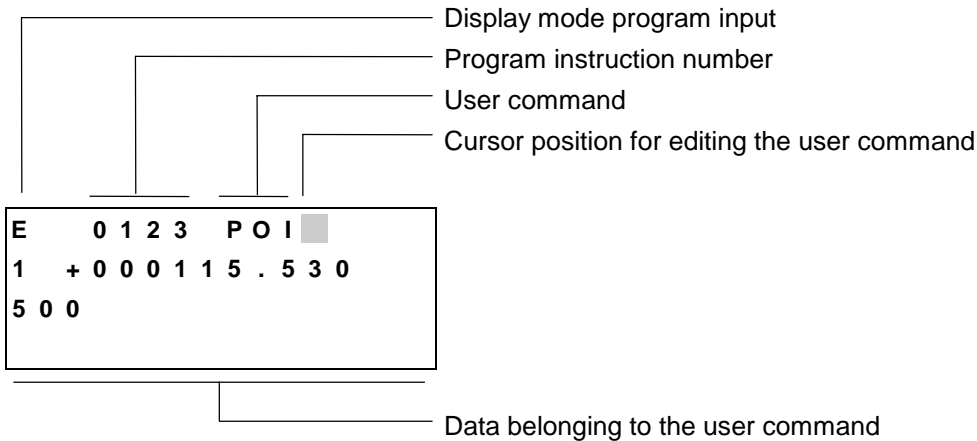 Display mode program input
Program instruction number
User command
Cursor position for editing the user command
E 0123 POI
1 +000115.530
500
Data belonging to the user command